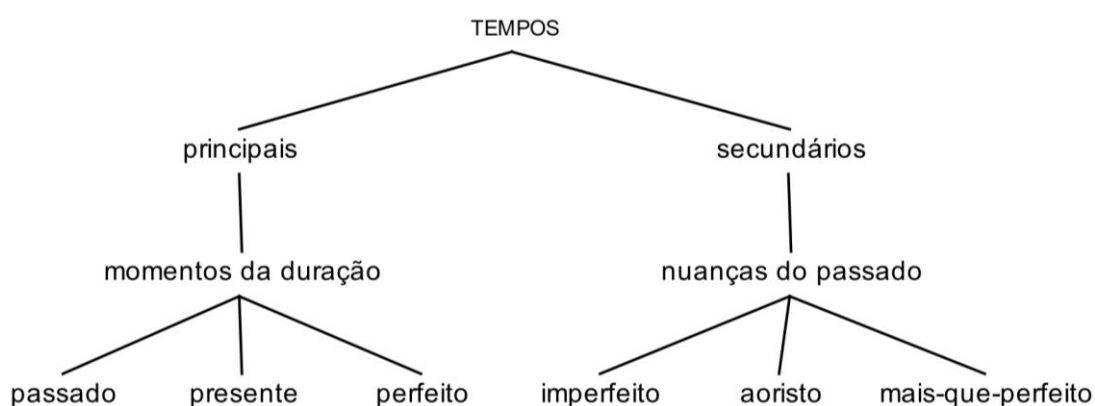 TEMPOS
principais secundários
momentos da duração nuanças do passado
passado presente perfeito imperfeito aoristo mais-que-perfeito